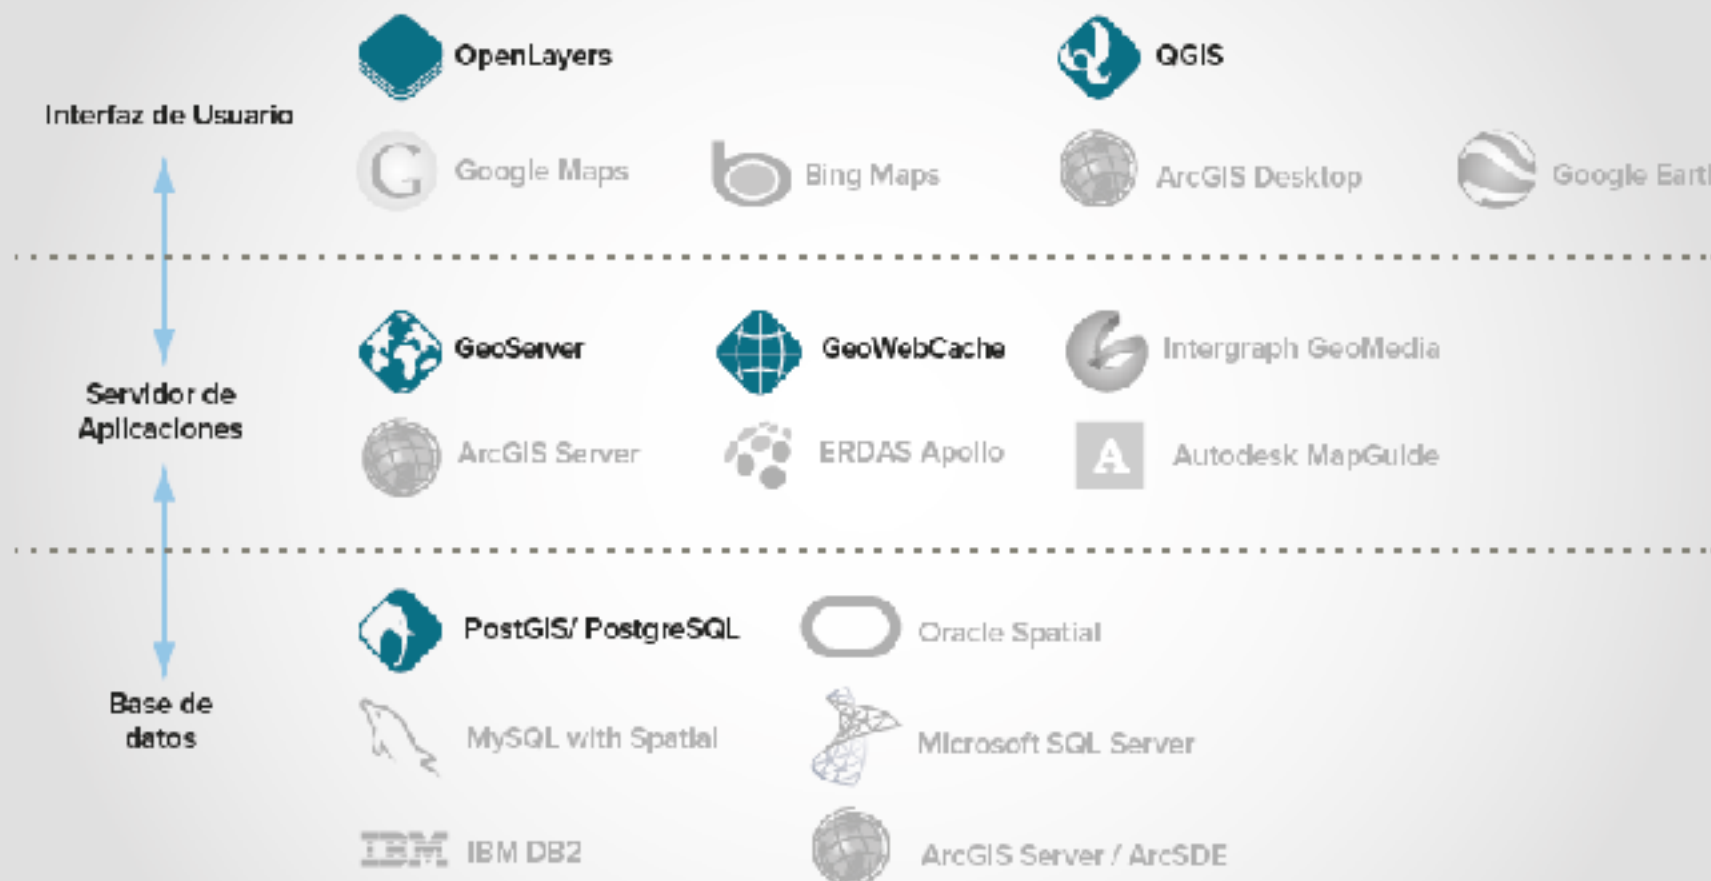 OpenLayers
QGIS
Interfaz de Usuario
G
Google Maps
Bing Maps
ArcGIS Desktop
Google Eart
GeoServer
GeoWebCache
Intergraph GeoMedia
Servidor de
Aplicaciones
ArcGIS Server
ERDAS Apollo
A
Autodesk MapGuide
PostGIS/ PostgreSQL
Oracle Spatial
Base de
datos
MySQL with Spatial
Microsoft SQL Server
IBM
IBM DB2
ArcGIS Server / ArcSDE